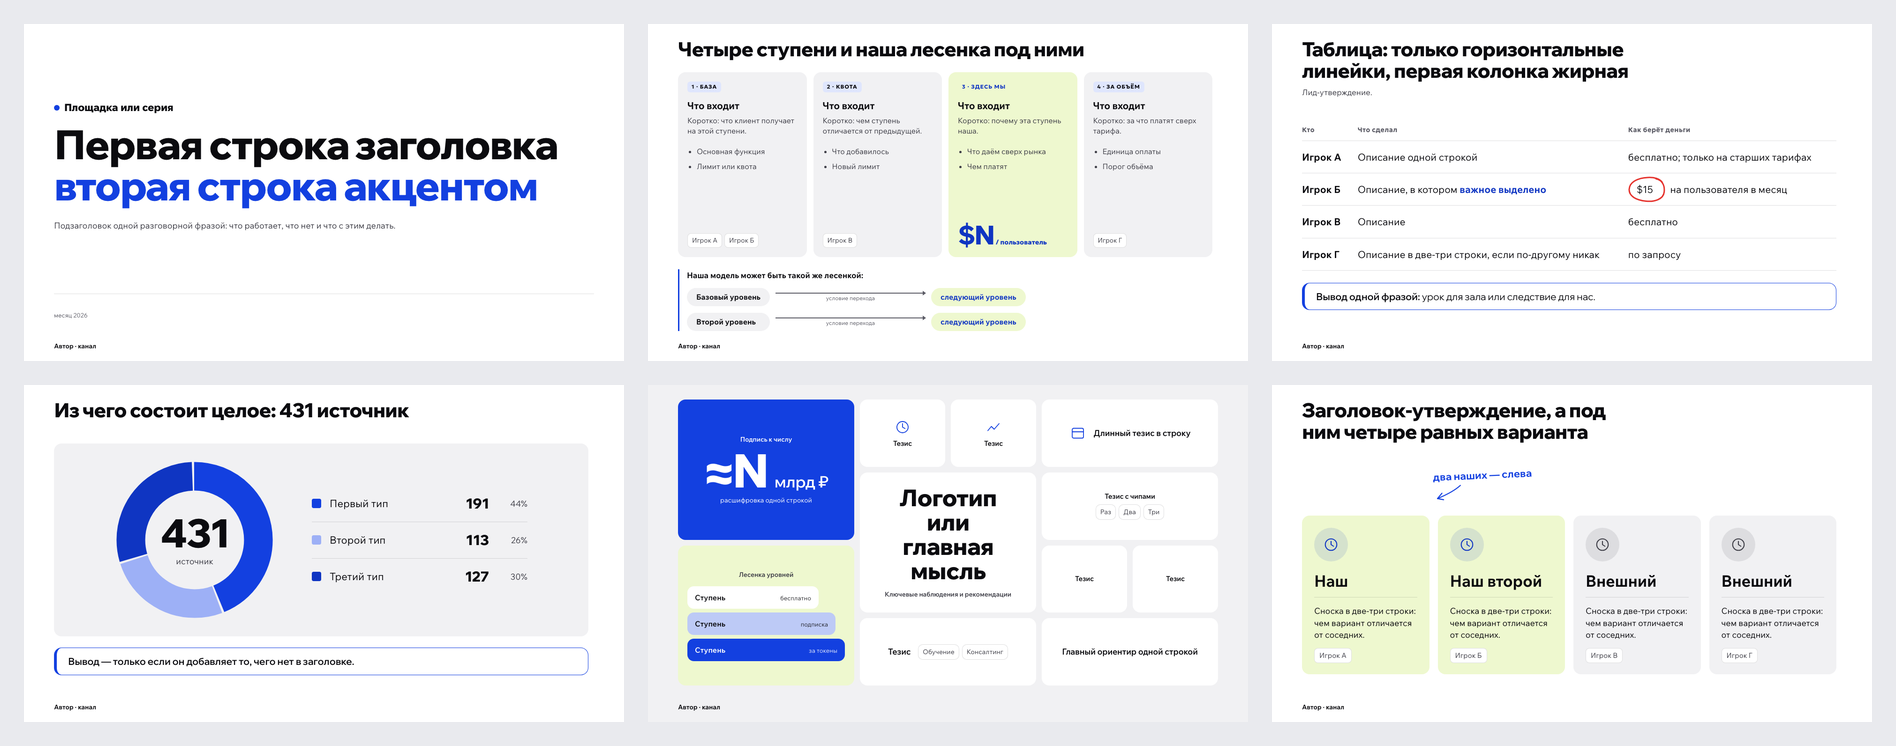 Площадка или серия
Первая строка заголовка
вторая строка акцентом
Подзаголовок одной разговорной фразой: что работает, что нет и что с этим делать.
месяц 2026
Автор · канал
Четыре ступени и наша лесенка под ними
1 · БАЗА
Что входит
Коротко: что клиент получает
на этой ступени.
• Основная функция
• Лимит или квота
Игрок А
Игрок Б
2 · КВОТА
Что входит
Коротко: чем ступень
отличается от предыдущей.
• Что добавилось
• Новый лимит
Игрок В
3 · ЗДЕСЬ МЫ
Что входит
Коротко: почему эта ступень
наша.
• Что даём сверх рынка
• Чем платят
$N / пользователь
4 · ЗА ОБЪЁМ
Что входит
Коротко: за что платят сверх
тарифа.
• Единица оплаты
• Порог объёма
Игрок Г
Наша модель может быть такой же лесенкой:
Базовый уровень
условие перехода
следующий уровень
Второй уровень
условие перехода
следующий уровень
Автор · канал
Таблица: только горизонтальные
линейки, первая колонка жирная
Лид-утверждение.
Кто Что сделал Как берёт деньги
Игрок А Описание одной строкой бесплатно; только на старших тарифах
Игрок Б Описание, в котором важное выделено $15 на пользователя в месяц
Игрок В Описание бесплатно
Игрок Г Описание в две-три строки, если по-другому никак по запросу
Вывод одной фразой: урок для зала или следствие для нас.
Автор · канал
Из чего состоит целое: 431 источник
431
источник
Первый тип 191 44%
Второй тип 113 26%
Третий тип 127 30%
Вывод — только если он добавляет то, чего нет в заголовке.
Автор · канал
Подпись к числу
≈N млрд ₽
расшифровка одной строкой
Лесенка уровней
Ступень бесплатно
Ступень подписка
Ступень за токены
Тезис
Тезис
Логотип
или
главная
мысль
Ключевые наблюдения и рекомендации
Тезис
Обучение
Консалтинг
Длинный тезис в строку
Тезис с чипами
Раз
Два
Три
Тезис
Тезис
Главный ориентир одной строкой
Автор · канал
Заголовок-утверждение, а под
ним четыре равных варианта
два наших — слева
Наш
Сноска в две-три строки:
чем вариант отличается
от соседних.
Игрок А
Наш второй
Сноска в две-три строки:
чем вариант отличается
от соседних.
Игрок Б
Внешний
Сноска в две-три строки:
чем вариант отличается
от соседних.
Игрок В
Внешний
Сноска в две-три строки:
чем вариант отличается
от соседних.
Игрок Г
Автор · канал